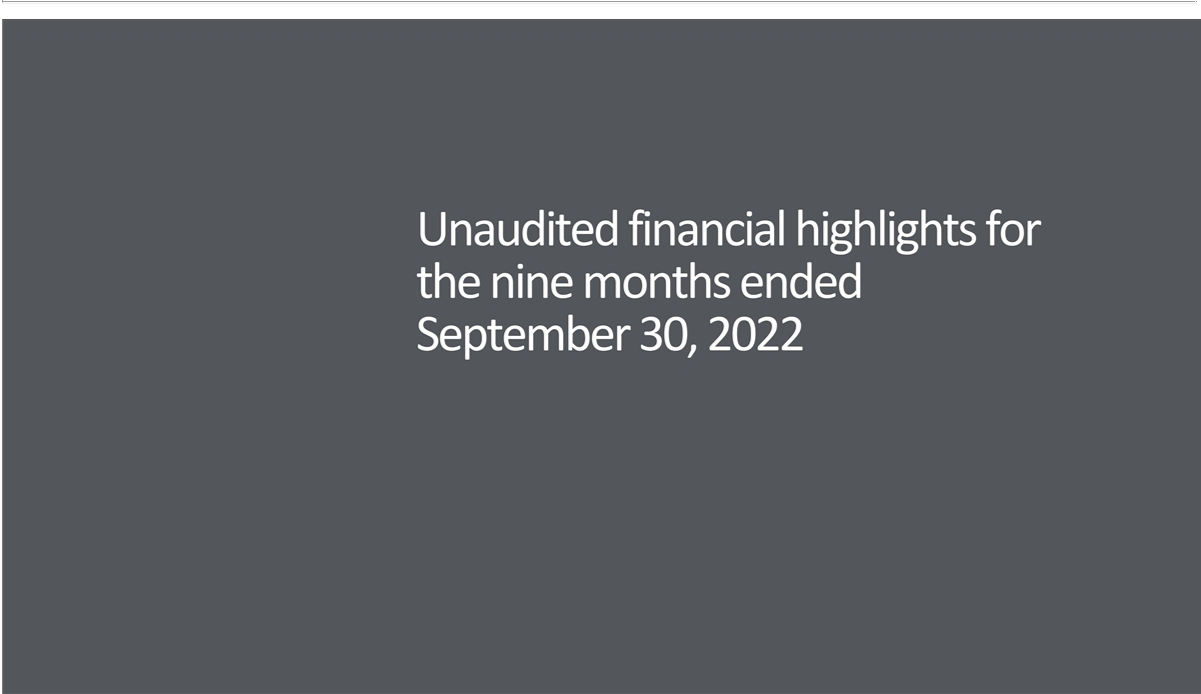 Unaudited financial highlights for
the nine months ended
September 30, 2022